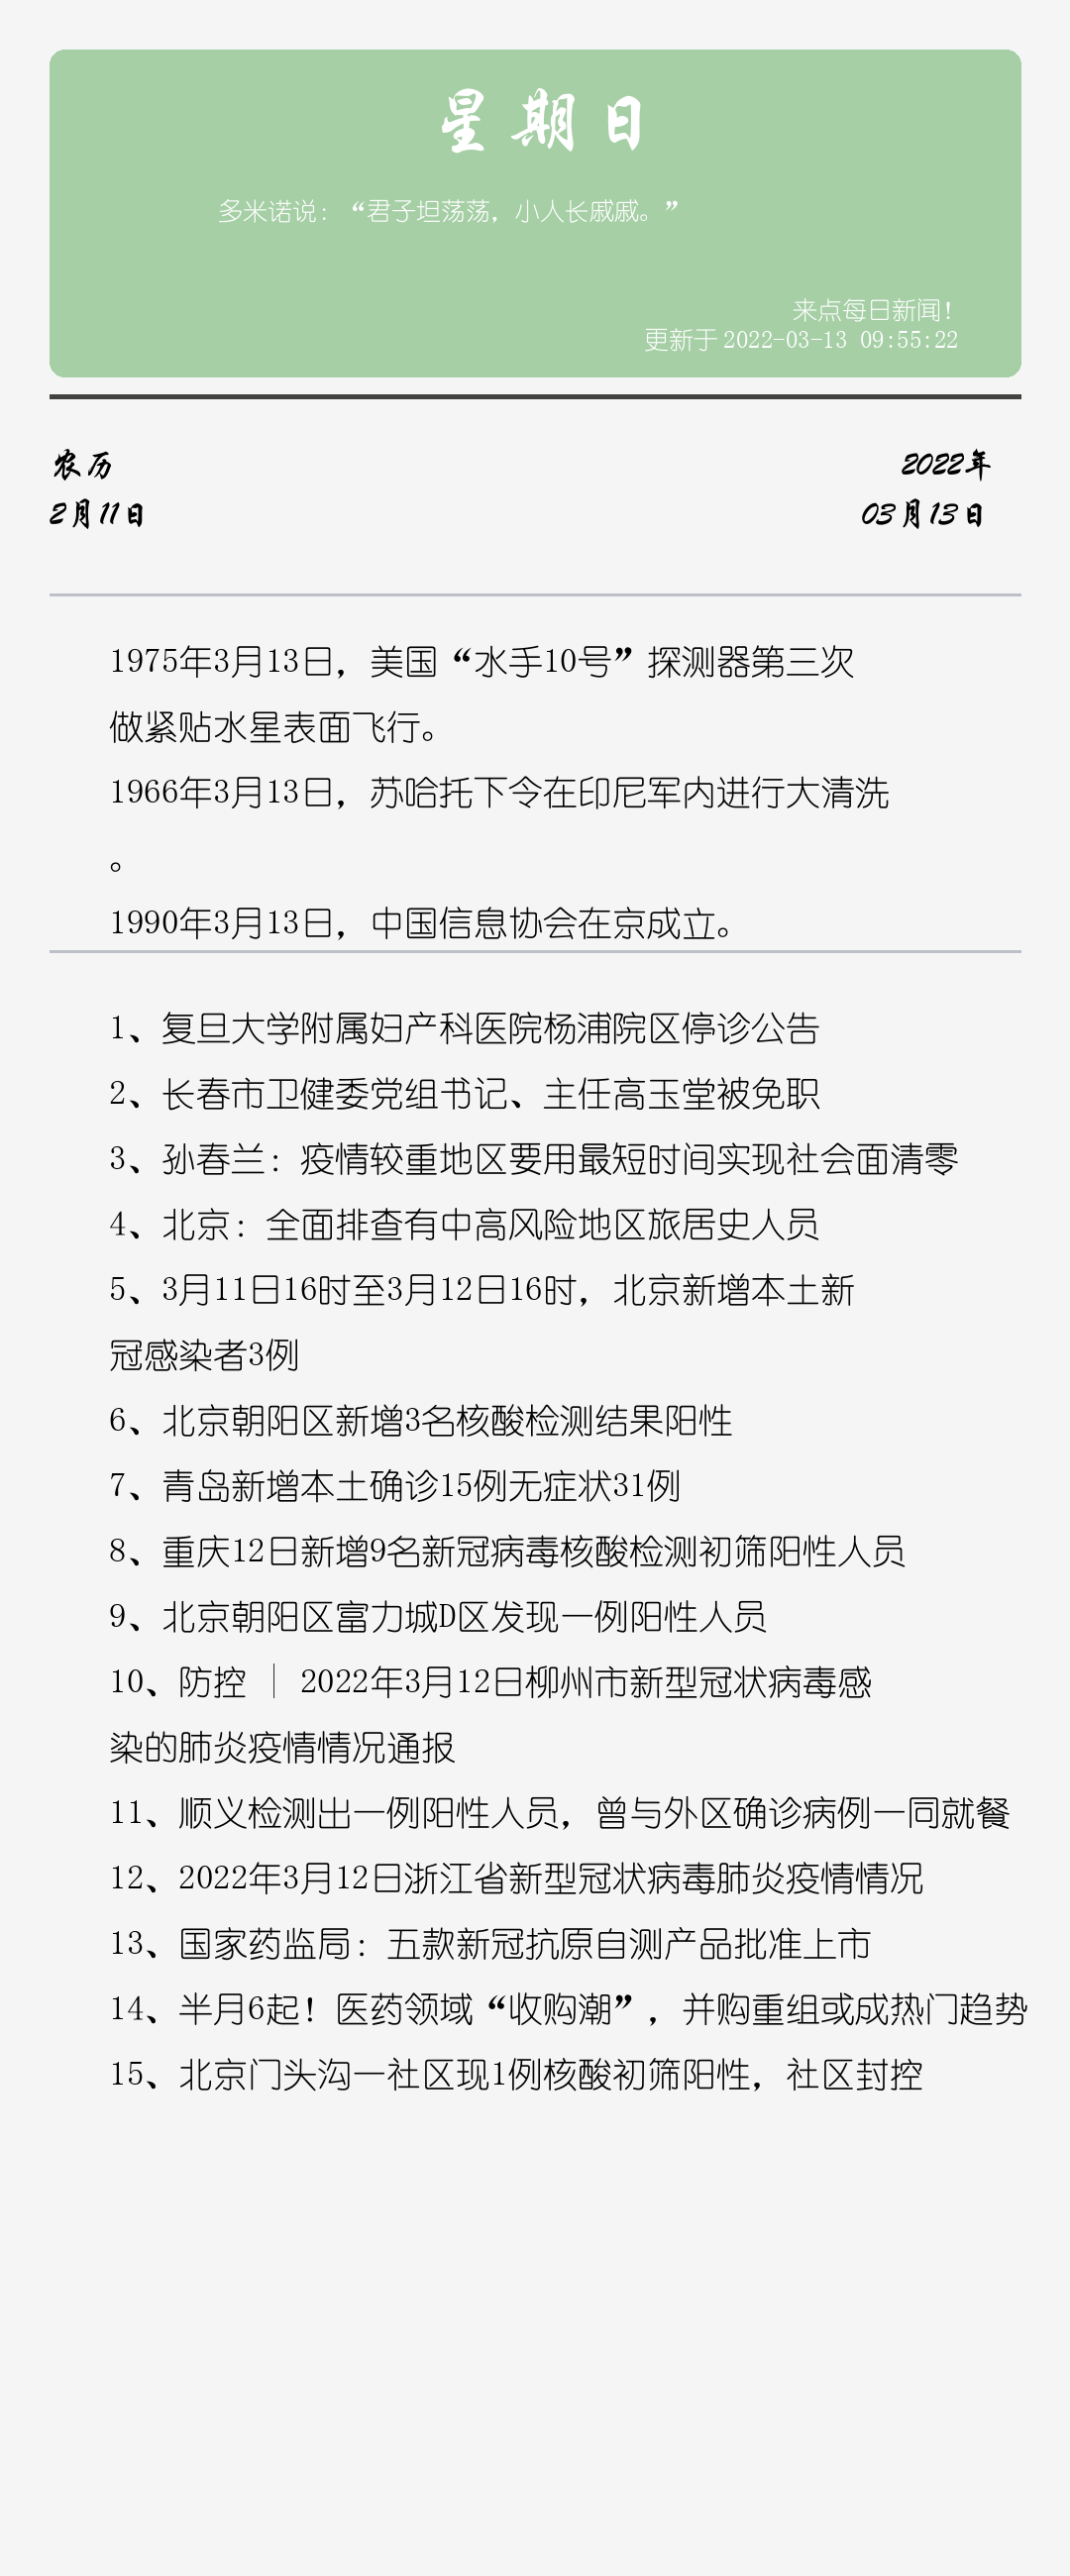 星期日
多米诺说：“君子坦荡荡，小人长戚戚。”
来点每日新闻！
更新于 2022-03-13 09:55:22
农历
2月11日
2022年
03月13日
1975年3月13日，美国“水手10号”探测器第三次
做紧贴水星表面飞行。
1966年3月13日，苏哈托下令在印尼军内进行大清洗
。
1990年3月13日，中国信息协会在京成立。
1、复旦大学附属妇产科医院杨浦院区停诊公告
2、长春市卫健委党组书记、主任高玉堂被免职
3、孙春兰：疫情较重地区要用最短时间实现社会面清零
4、北京：全面排查有中高风险地区旅居史人员
5、3月11日16时至3月12日16时，北京新增本土新
冠感染者3例
6、北京朝阳区新增3名核酸检测结果阳性
7、青岛新增本土确诊15例无症状31例
8、重庆12日新增9名新冠病毒核酸检测初筛阳性人员
9、北京朝阳区富力城D区发现一例阳性人员
10、防控 ｜ 2022年3月12日柳州市新型冠状病毒感
染的肺炎疫情情况通报
11、顺义检测出一例阳性人员，曾与外区确诊病例一同就餐
12、2022年3月12日浙江省新型冠状病毒肺炎疫情情况
13、国家药监局：五款新冠抗原自测产品批准上市
14、半月6起！医药领域“收购潮”，并购重组或成热门趋势
15、北京门头沟一社区现1例核酸初筛阳性，社区封控